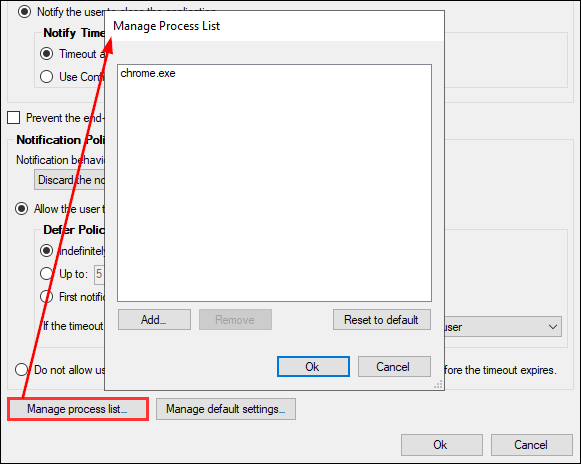 Notify the user to close the application
Manage Process List
Notify Time
Timeout a
chrome.exe
Use Confi
Prevent the end-
Notification Poli
Notification behavi
Discard the no
Allow the user t
Defer Polic
Indefinitely
Up to: 5
First notific
Add...
Remove
Reset to default
If the timeout
user
Ok
Cancel
Do not allow us
fore the timeout expires.
Manage process list...
Manage default settings...
Ok
Cancel